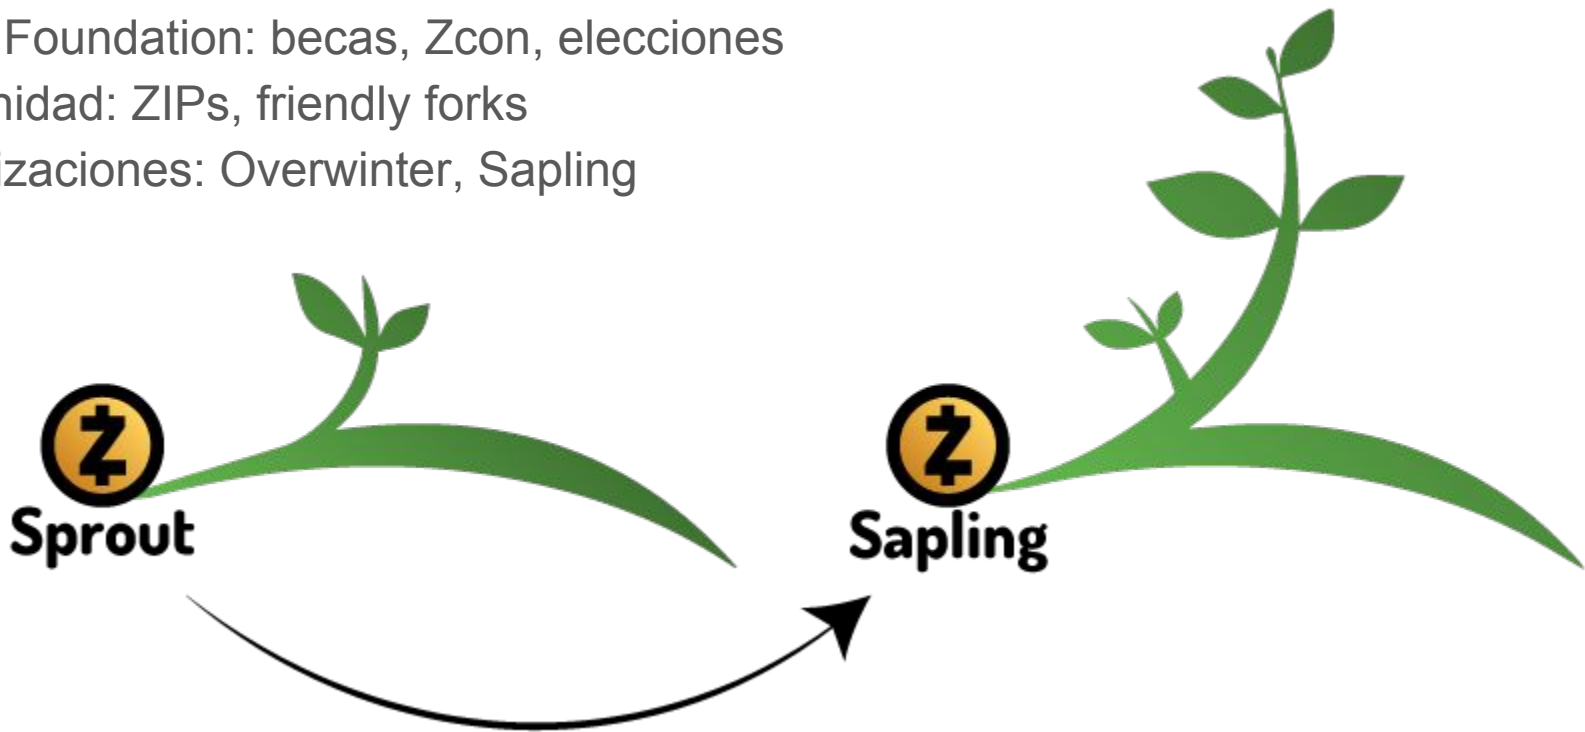 Foundation: becas, Zcon, elecciones
nidad: ZIPs, friendly forks
izaciones: Overwinter, Sapling
Sprout
Sapling